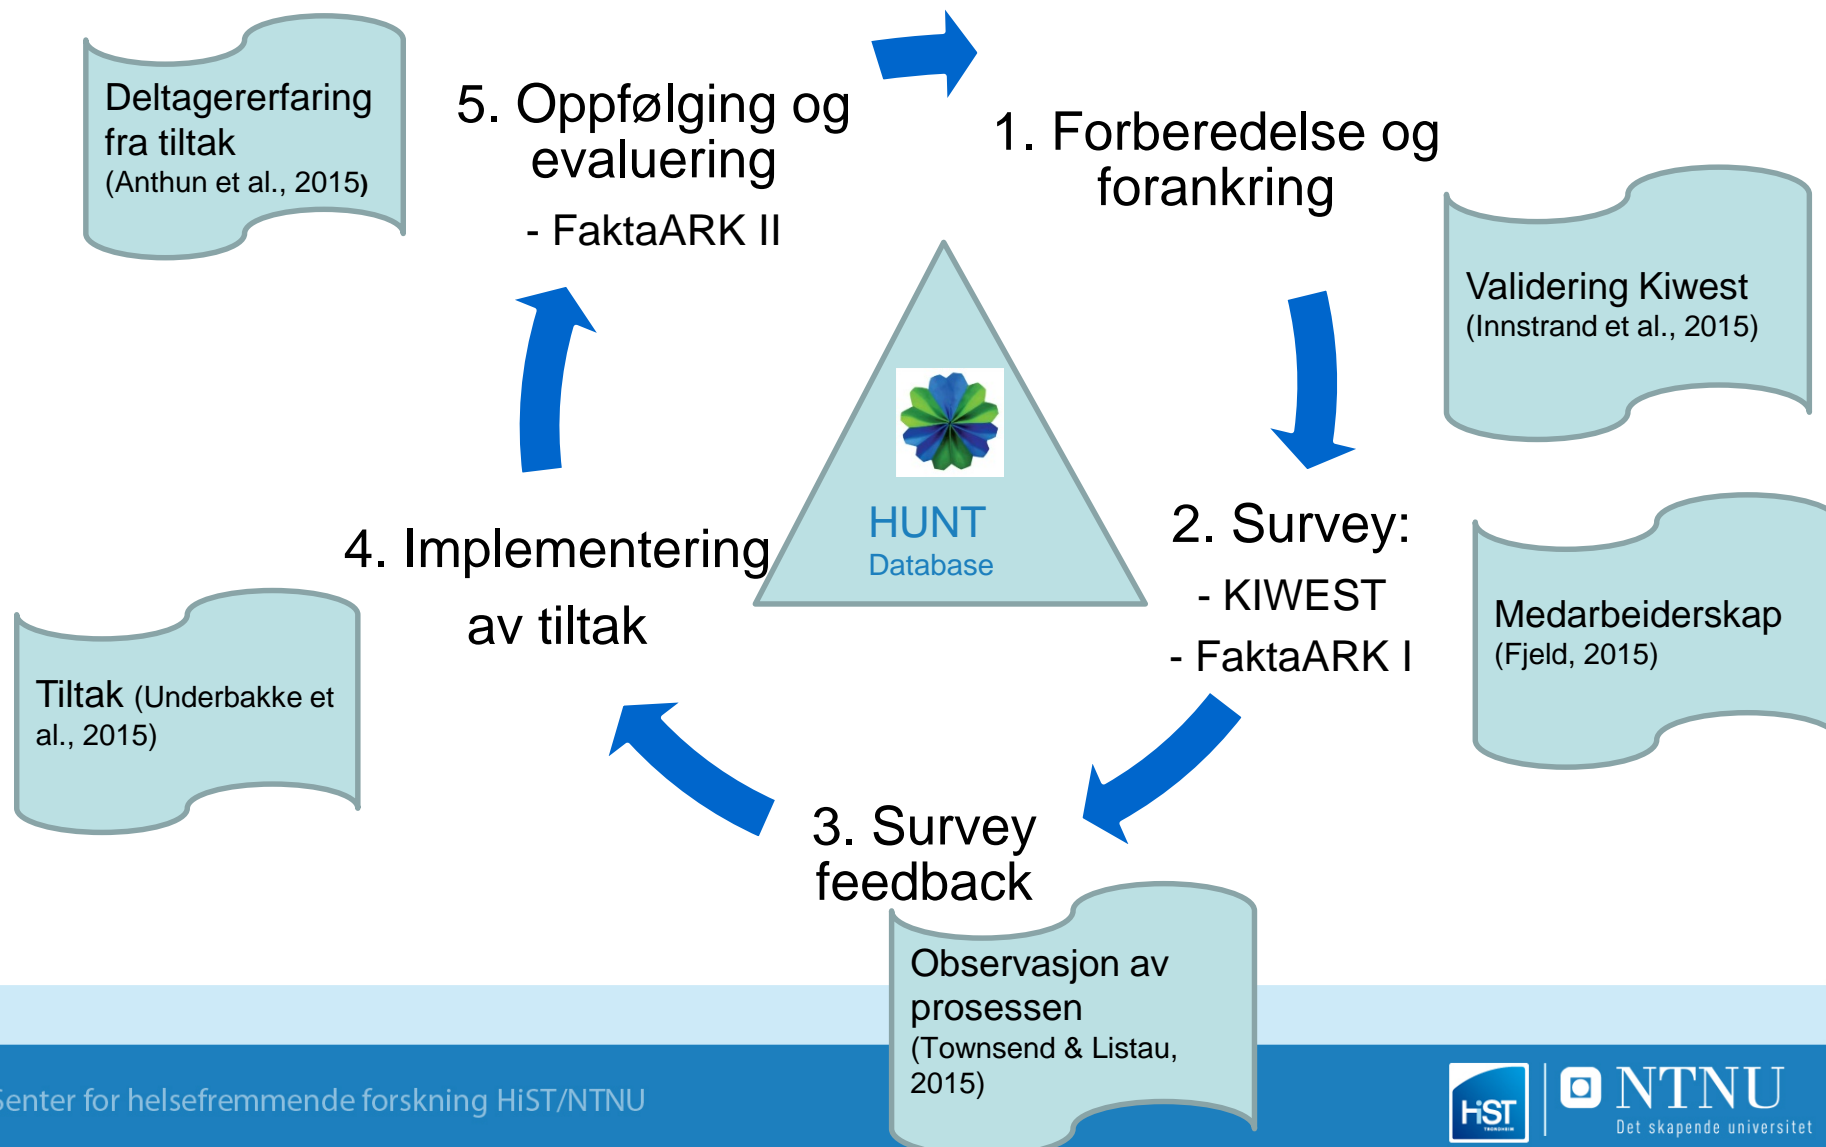 Deltagererfaring
fra tiltak
(Anthun et al., 2015)
5. Oppfølging og
evaluering
- FaktaARK II
1. Forberedelse og
forankring
Validering Kiwest
(Innstrand et al., 2015)
HUNT
Database
2. Survey:
- KIWEST
- FaktaARK I
Medarbeiderskap
(Fjeld, 2015)
4. Implementering
av tiltak
Tiltak (Underbakke et
al., 2015)
3. Survey
feedback
Observasjon av
prosessen
(Townsend & Listau,
2015)
Senter for helsefremmende forskning HiST/NTNU
HiST
TRONDHEIM
NTNU
Det skapende universitet